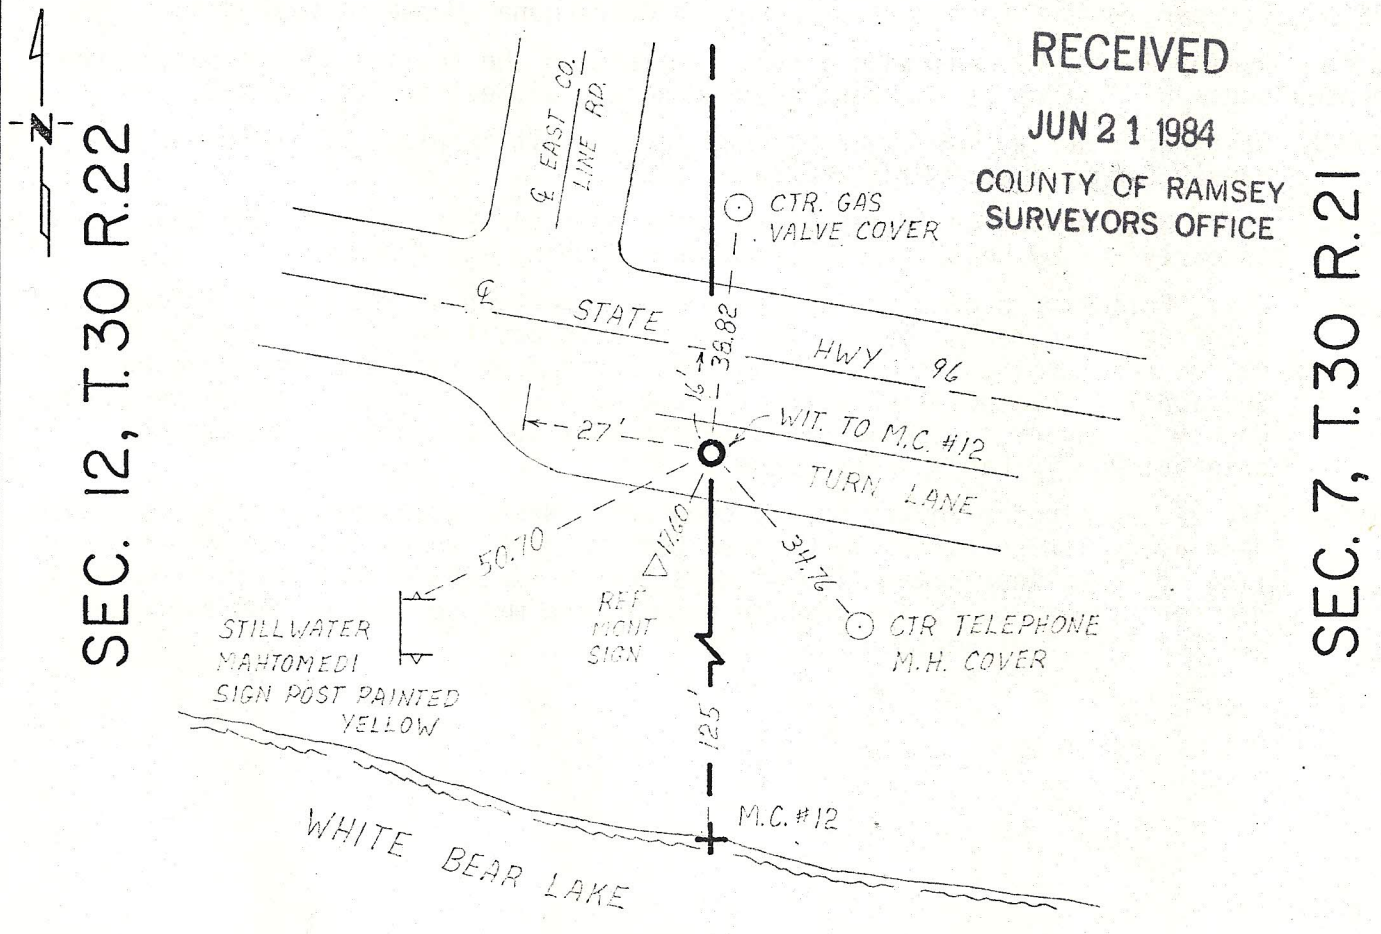 N
SEC. 12, T.30 R.22
℄ EAST CO.
LINE RD.
RECEIVED
JUN 21 1984
COUNTY OF RAMSEY
SURVEYORS OFFICE
SEC. 7, T.30 R.21
CTR. GAS
VALVE COVER
℄ STATE HWY 96
38.82
16'
27'
WIT. TO M.C. #12
TURN LANE
50.70
17.60
34.76
STILLWATER
MAHTOMEDI
SIGN POST PAINTED
YELLOW
REF
MONT
SIGN
CTR TELEPHONE
M.H. COVER
125'
M.C. #12
WHITE BEAR LAKE